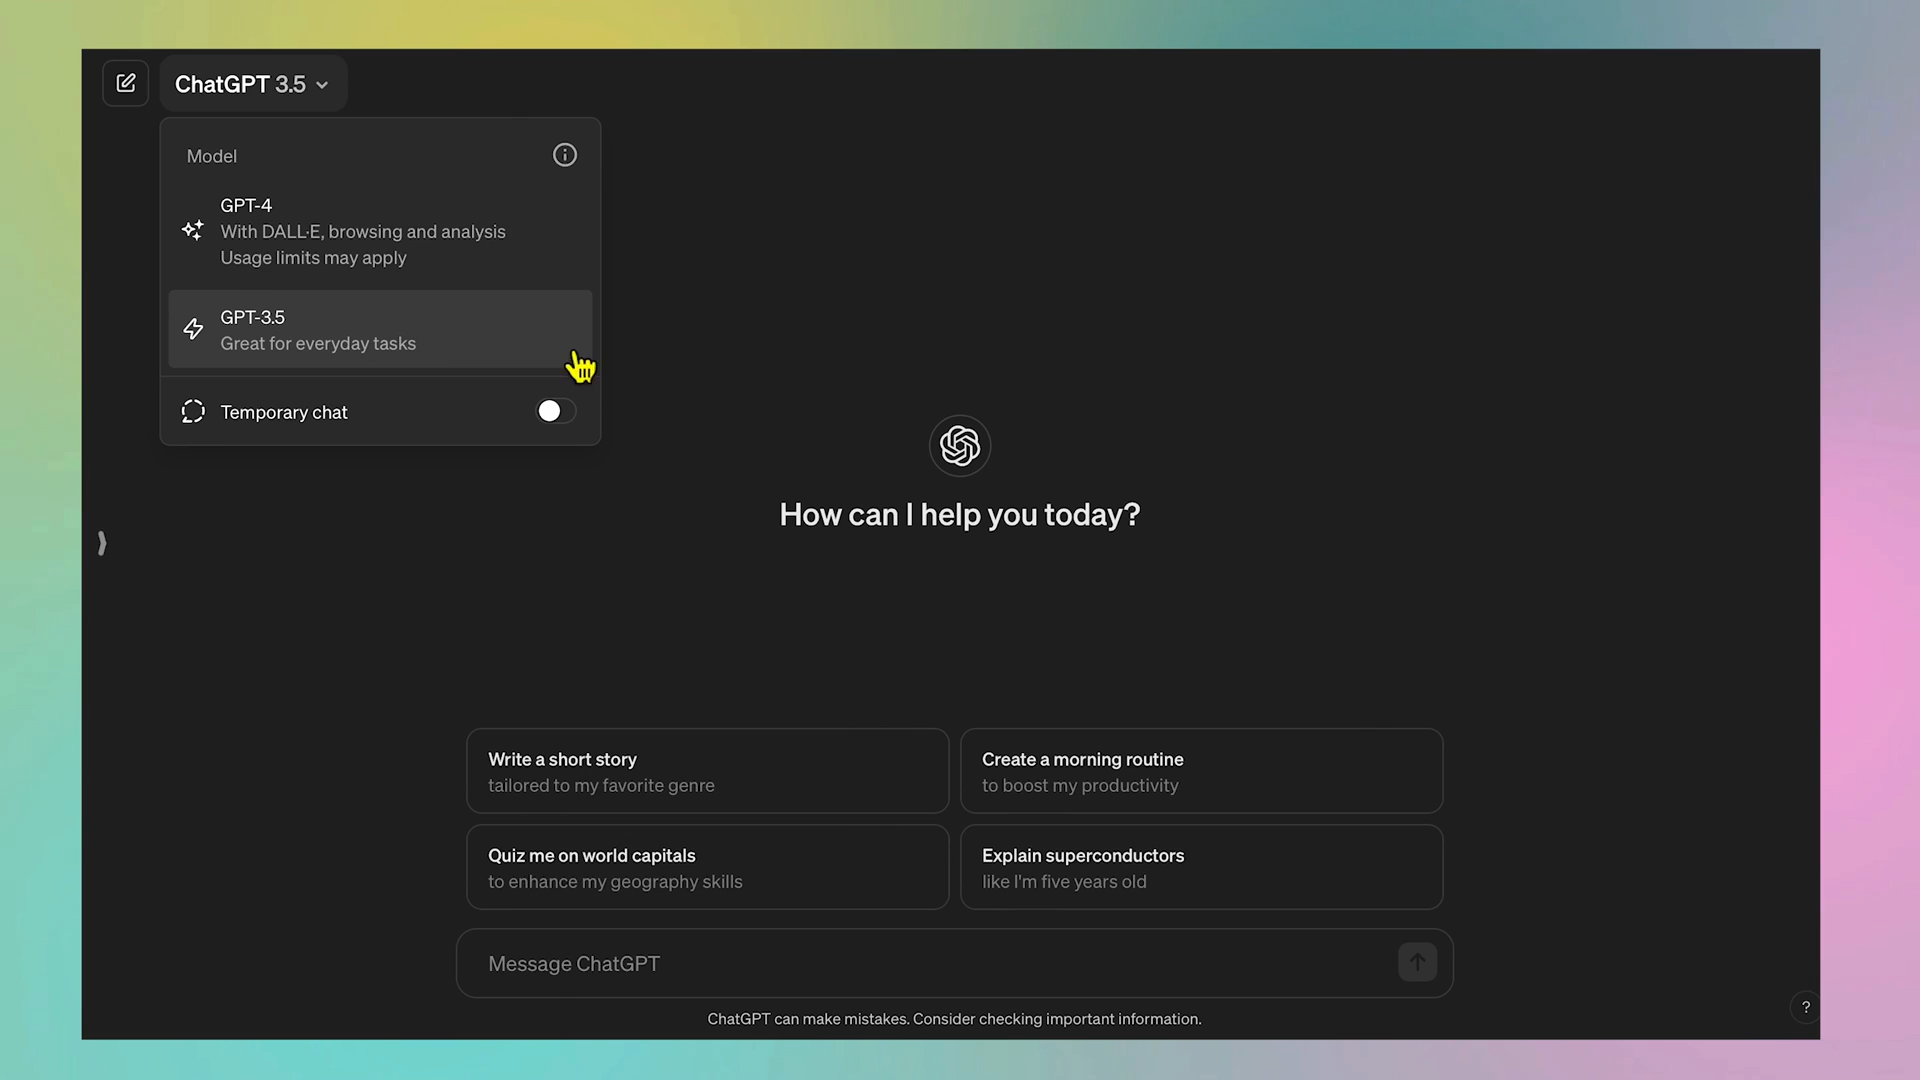 ChatGPT 3.5
Model
GPT-4
With DALL·E, browsing and analysis
Usage limits may apply
GPT-3.5
Great for everyday tasks
Temporary chat
How can I help you today?
Write a short story
tailored to my favorite genre
Create a morning routine
to boost my productivity
Quiz me on world capitals
to enhance my geography skills
Explain superconductors
like I'm five years old
Message ChatGPT
ChatGPT can make mistakes. Consider checking important information.
?